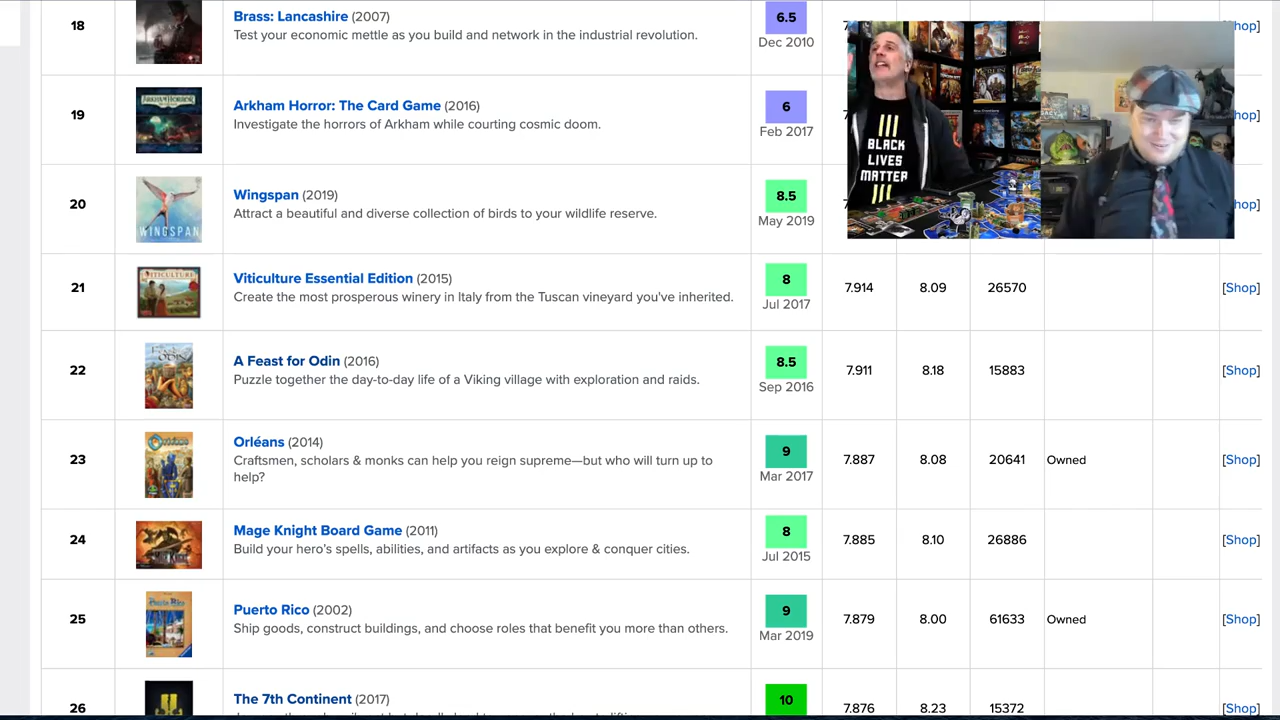 18
Brass: Lancashire (2007)
Test your economic mettle as you build and network in the industrial revolution.
6.5
Dec 2010
hop]
19
ARKHAM HORROR
Arkham Horror: The Card Game (2016)
Investigate the horrors of Arkham while courting cosmic doom.
6
Feb 2017
hop]
BLACK
LIVES
MATTER
20
WINGSPAN
Wingspan (2019)
Attract a beautiful and diverse collection of birds to your wildlife reserve.
8.5
May 2019
hop]
21
VITICULTURE
Viticulture Essential Edition (2015)
Create the most prosperous winery in Italy from the Tuscan vineyard you've inherited.
8
Jul 2017
7.914
8.09
26570
[Shop]
22
ODIN
A Feast for Odin (2016)
Puzzle together the day-to-day life of a Viking village with exploration and raids.
8.5
Sep 2016
7.911
8.18
15883
[Shop]
23
Orléans
Orléans (2014)
Craftsmen, scholars & monks can help you reign supreme—but who will turn up to
help?
9
Mar 2017
7.887
8.08
20641
Owned
[Shop]
24
Mage Knight Board Game (2011)
Build your hero's spells, abilities, and artifacts as you explore & conquer cities.
8
Jul 2015
7.885
8.10
26886
[Shop]
25
Puerto Rico
Puerto Rico (2002)
Ship goods, construct buildings, and choose roles that benefit you more than others.
9
Mar 2019
7.879
8.00
61633
Owned
[Shop]
26
The 7th Continent (2017)
10
7.876
8.23
15372
[Shop]